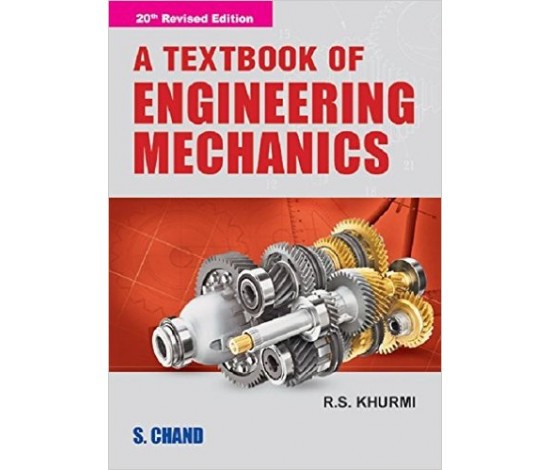 20th Revised Edition
A TEXTBOOK OF
ENGINEERING
MECHANICS
R.S. KHURMI
S. CHAND